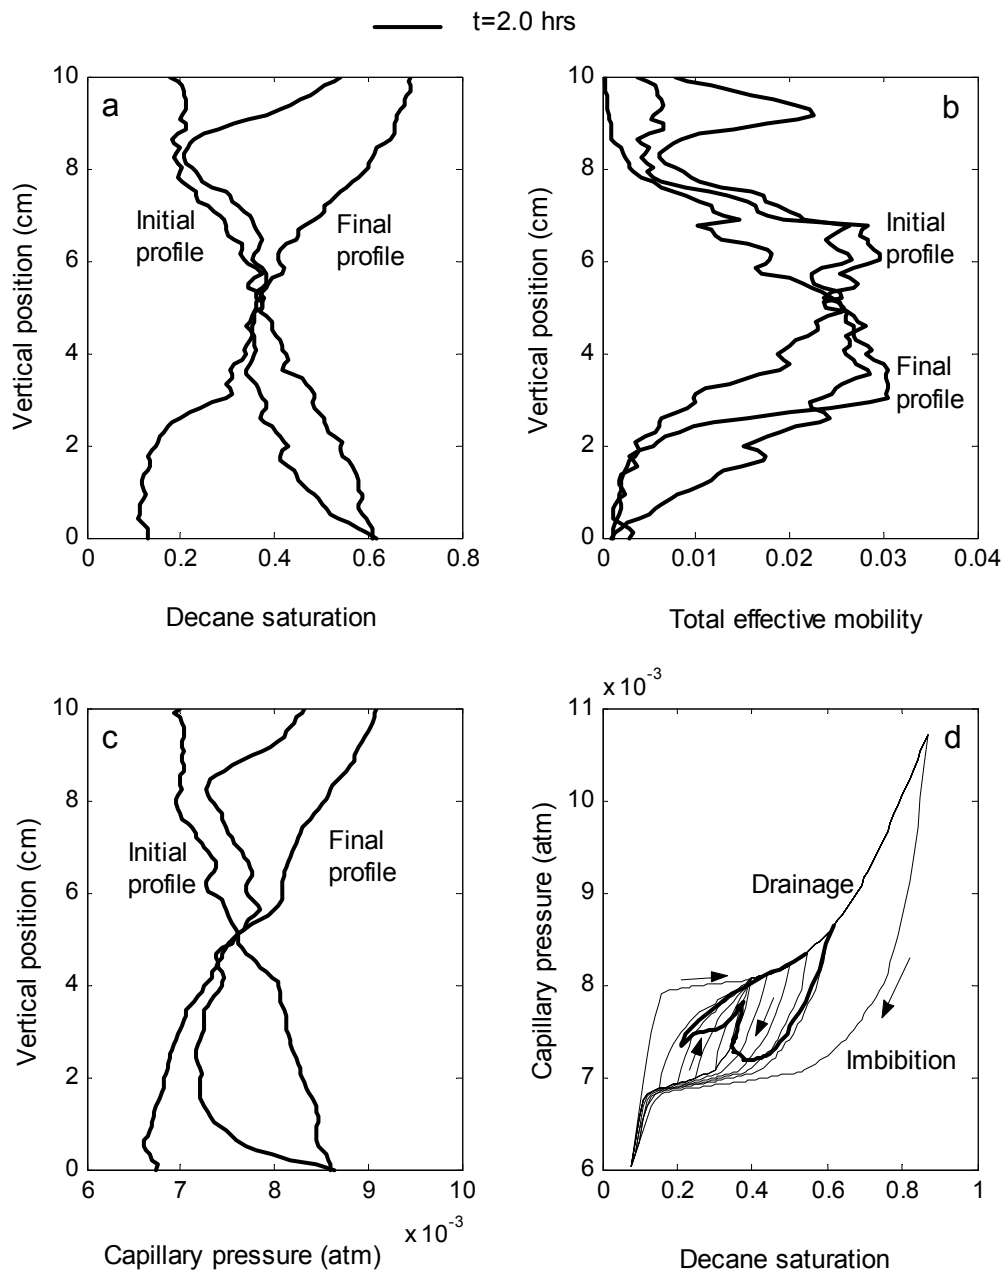 t=2.0 hrs
10
8
6
4
2
0
Vertical position (cm)
a
Initial
profile
Final
profile
0
0.2
0.4
0.6
0.8
Decane saturation
10
8
6
4
2
0
Vertical position (cm)
b
Initial
profile
Final
profile
0
0.01
0.02
0.03
0.04
Total effective mobility
10
8
6
4
2
0
Vertical position (cm)
c
Initial
profile
Final
profile
6
7
8
9
10
x 10⁻³
Capillary pressure (atm)
x 10⁻³
11
10
9
8
7
6
Capillary pressure (atm)
d
Drainage
Imbibition
0
0.2
0.4
0.6
0.8
1
Decane saturation